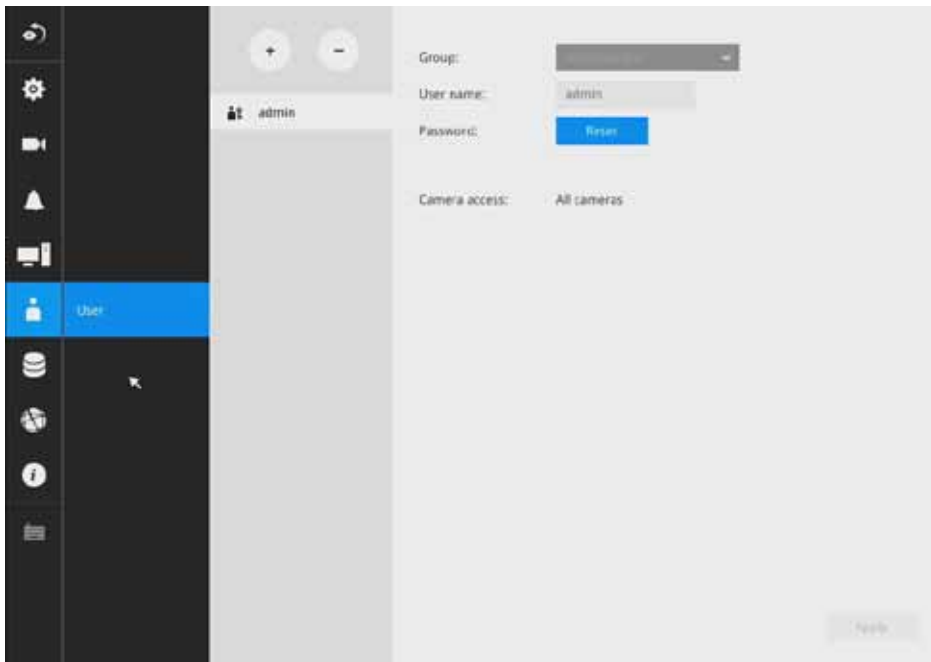 + −
Group:
User name: admin
admin
Password: Reset
Camera access: All cameras
User
Apply